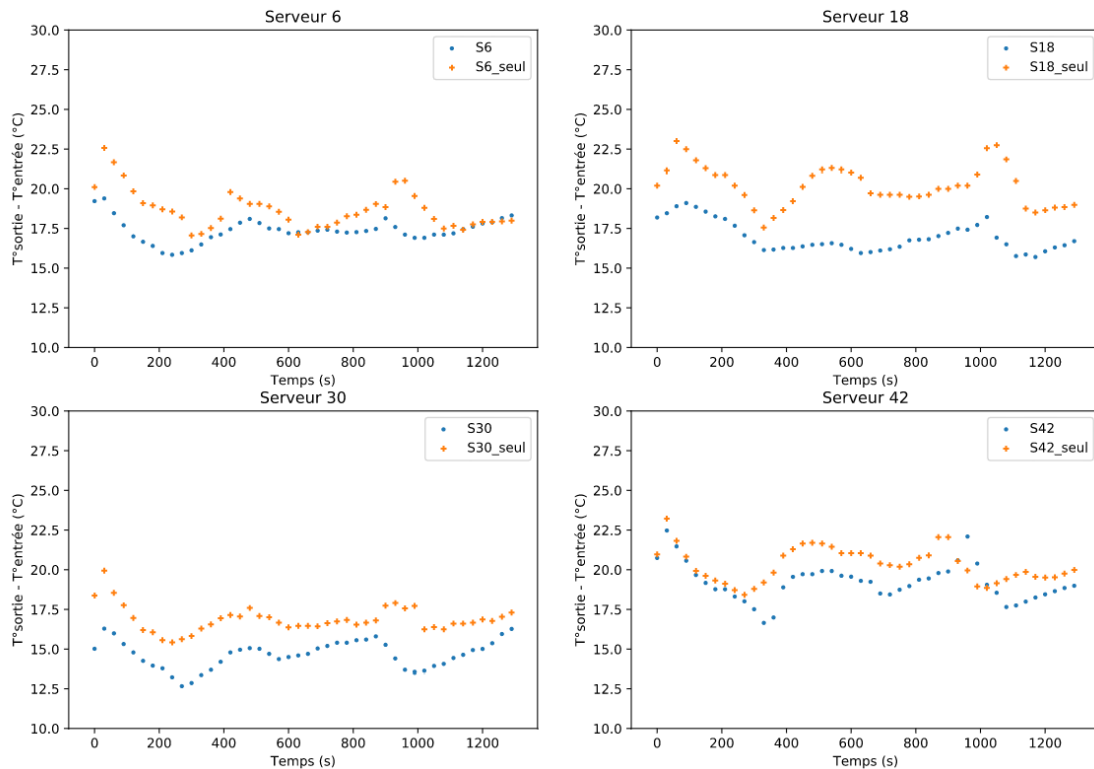 Serveur 6
T°sortie - T°entrée (°C)
30.0
27.5
25.0
22.5
20.0
17.5
15.0
12.5
10.0
S6
S6_seul
0 200 400 600 800 1000 1200
Temps (s)
Serveur 18
T°sortie - T°entrée (°C)
30.0
27.5
25.0
22.5
20.0
17.5
15.0
12.5
10.0
S18
S18_seul
0 200 400 600 800 1000 1200
Temps (s)
Serveur 30
T°sortie - T°entrée (°C)
30.0
27.5
25.0
22.5
20.0
17.5
15.0
12.5
10.0
S30
S30_seul
0 200 400 600 800 1000 1200
Temps (s)
Serveur 42
T°sortie - T°entrée (°C)
30.0
27.5
25.0
22.5
20.0
17.5
15.0
12.5
10.0
S42
S42_seul
0 200 400 600 800 1000 1200
Temps (s)